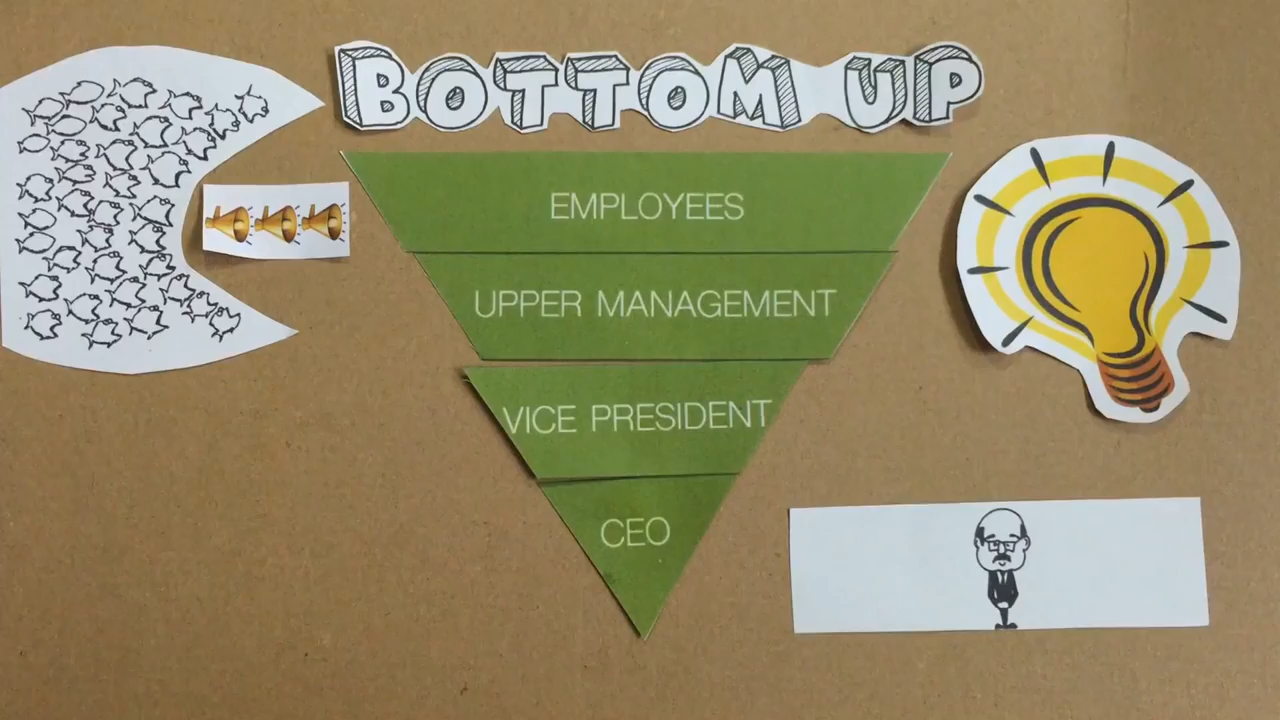 BOTTOM UP
EMPLOYEES
UPPER MANAGEMENT
VICE PRESIDENT
CEO